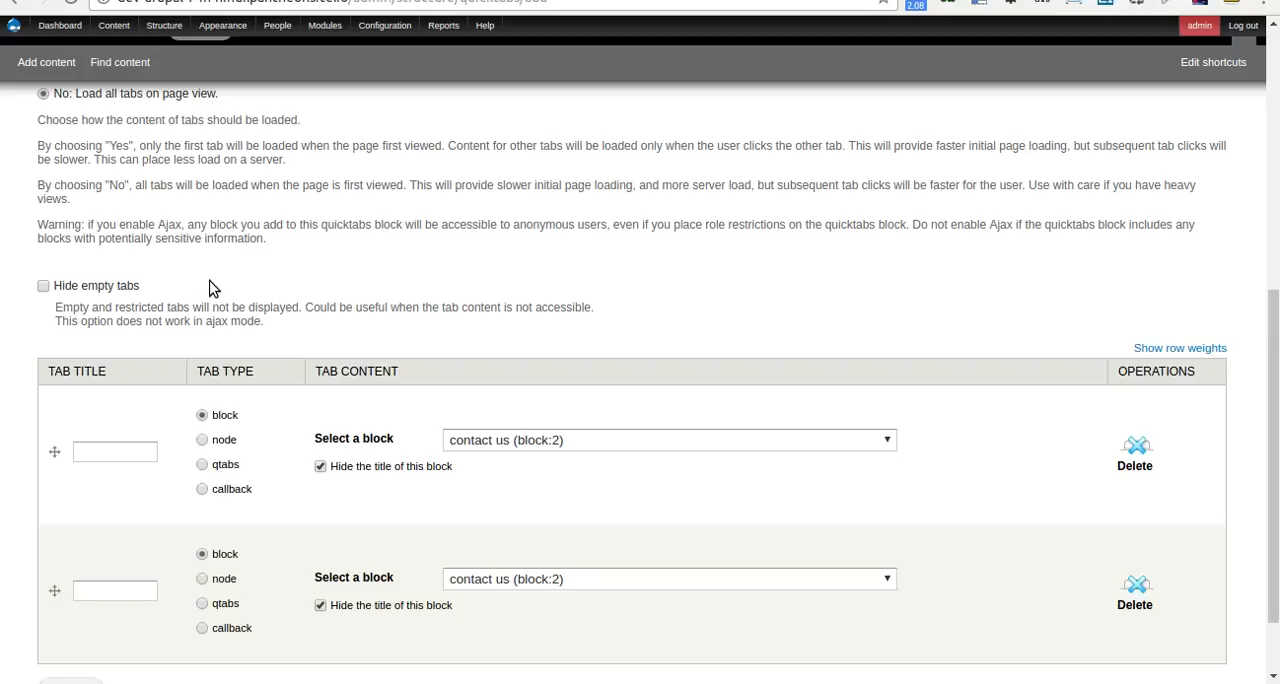 2.08
Dashboard Content Structure Appearance People Modules Configuration Reports Help admin Log out
Add content Find content Edit shortcuts
No: Load all tabs on page view.
Choose how the content of tabs should be loaded.
By choosing "Yes", only the first tab will be loaded when the page first viewed. Content for other tabs will be loaded only when the user clicks the other tab. This will provide faster initial page loading, but subsequent tab clicks will
be slower. This can place less load on a server.
By choosing "No", all tabs will be loaded when the page is first viewed. This will provide slower initial page loading, and more server load, but subsequent tab clicks will be faster for the user. Use with care if you have heavy
views.
Warning: if you enable Ajax, any block you add to this quicktabs block will be accessible to anonymous users, even if you place role restrictions on the quicktabs block. Do not enable Ajax if the quicktabs block includes any
blocks with potentially sensitive information.
Hide empty tabs
Empty and restricted tabs will not be displayed. Could be useful when the tab content is not accessible.
This option does not work in ajax mode.
Show row weights
TAB TITLE TAB TYPE TAB CONTENT OPERATIONS
block
node
qtabs
callback
Select a block contact us (block:2)
Hide the title of this block
Delete
block
node
qtabs
callback
Select a block contact us (block:2)
Hide the title of this block
Delete